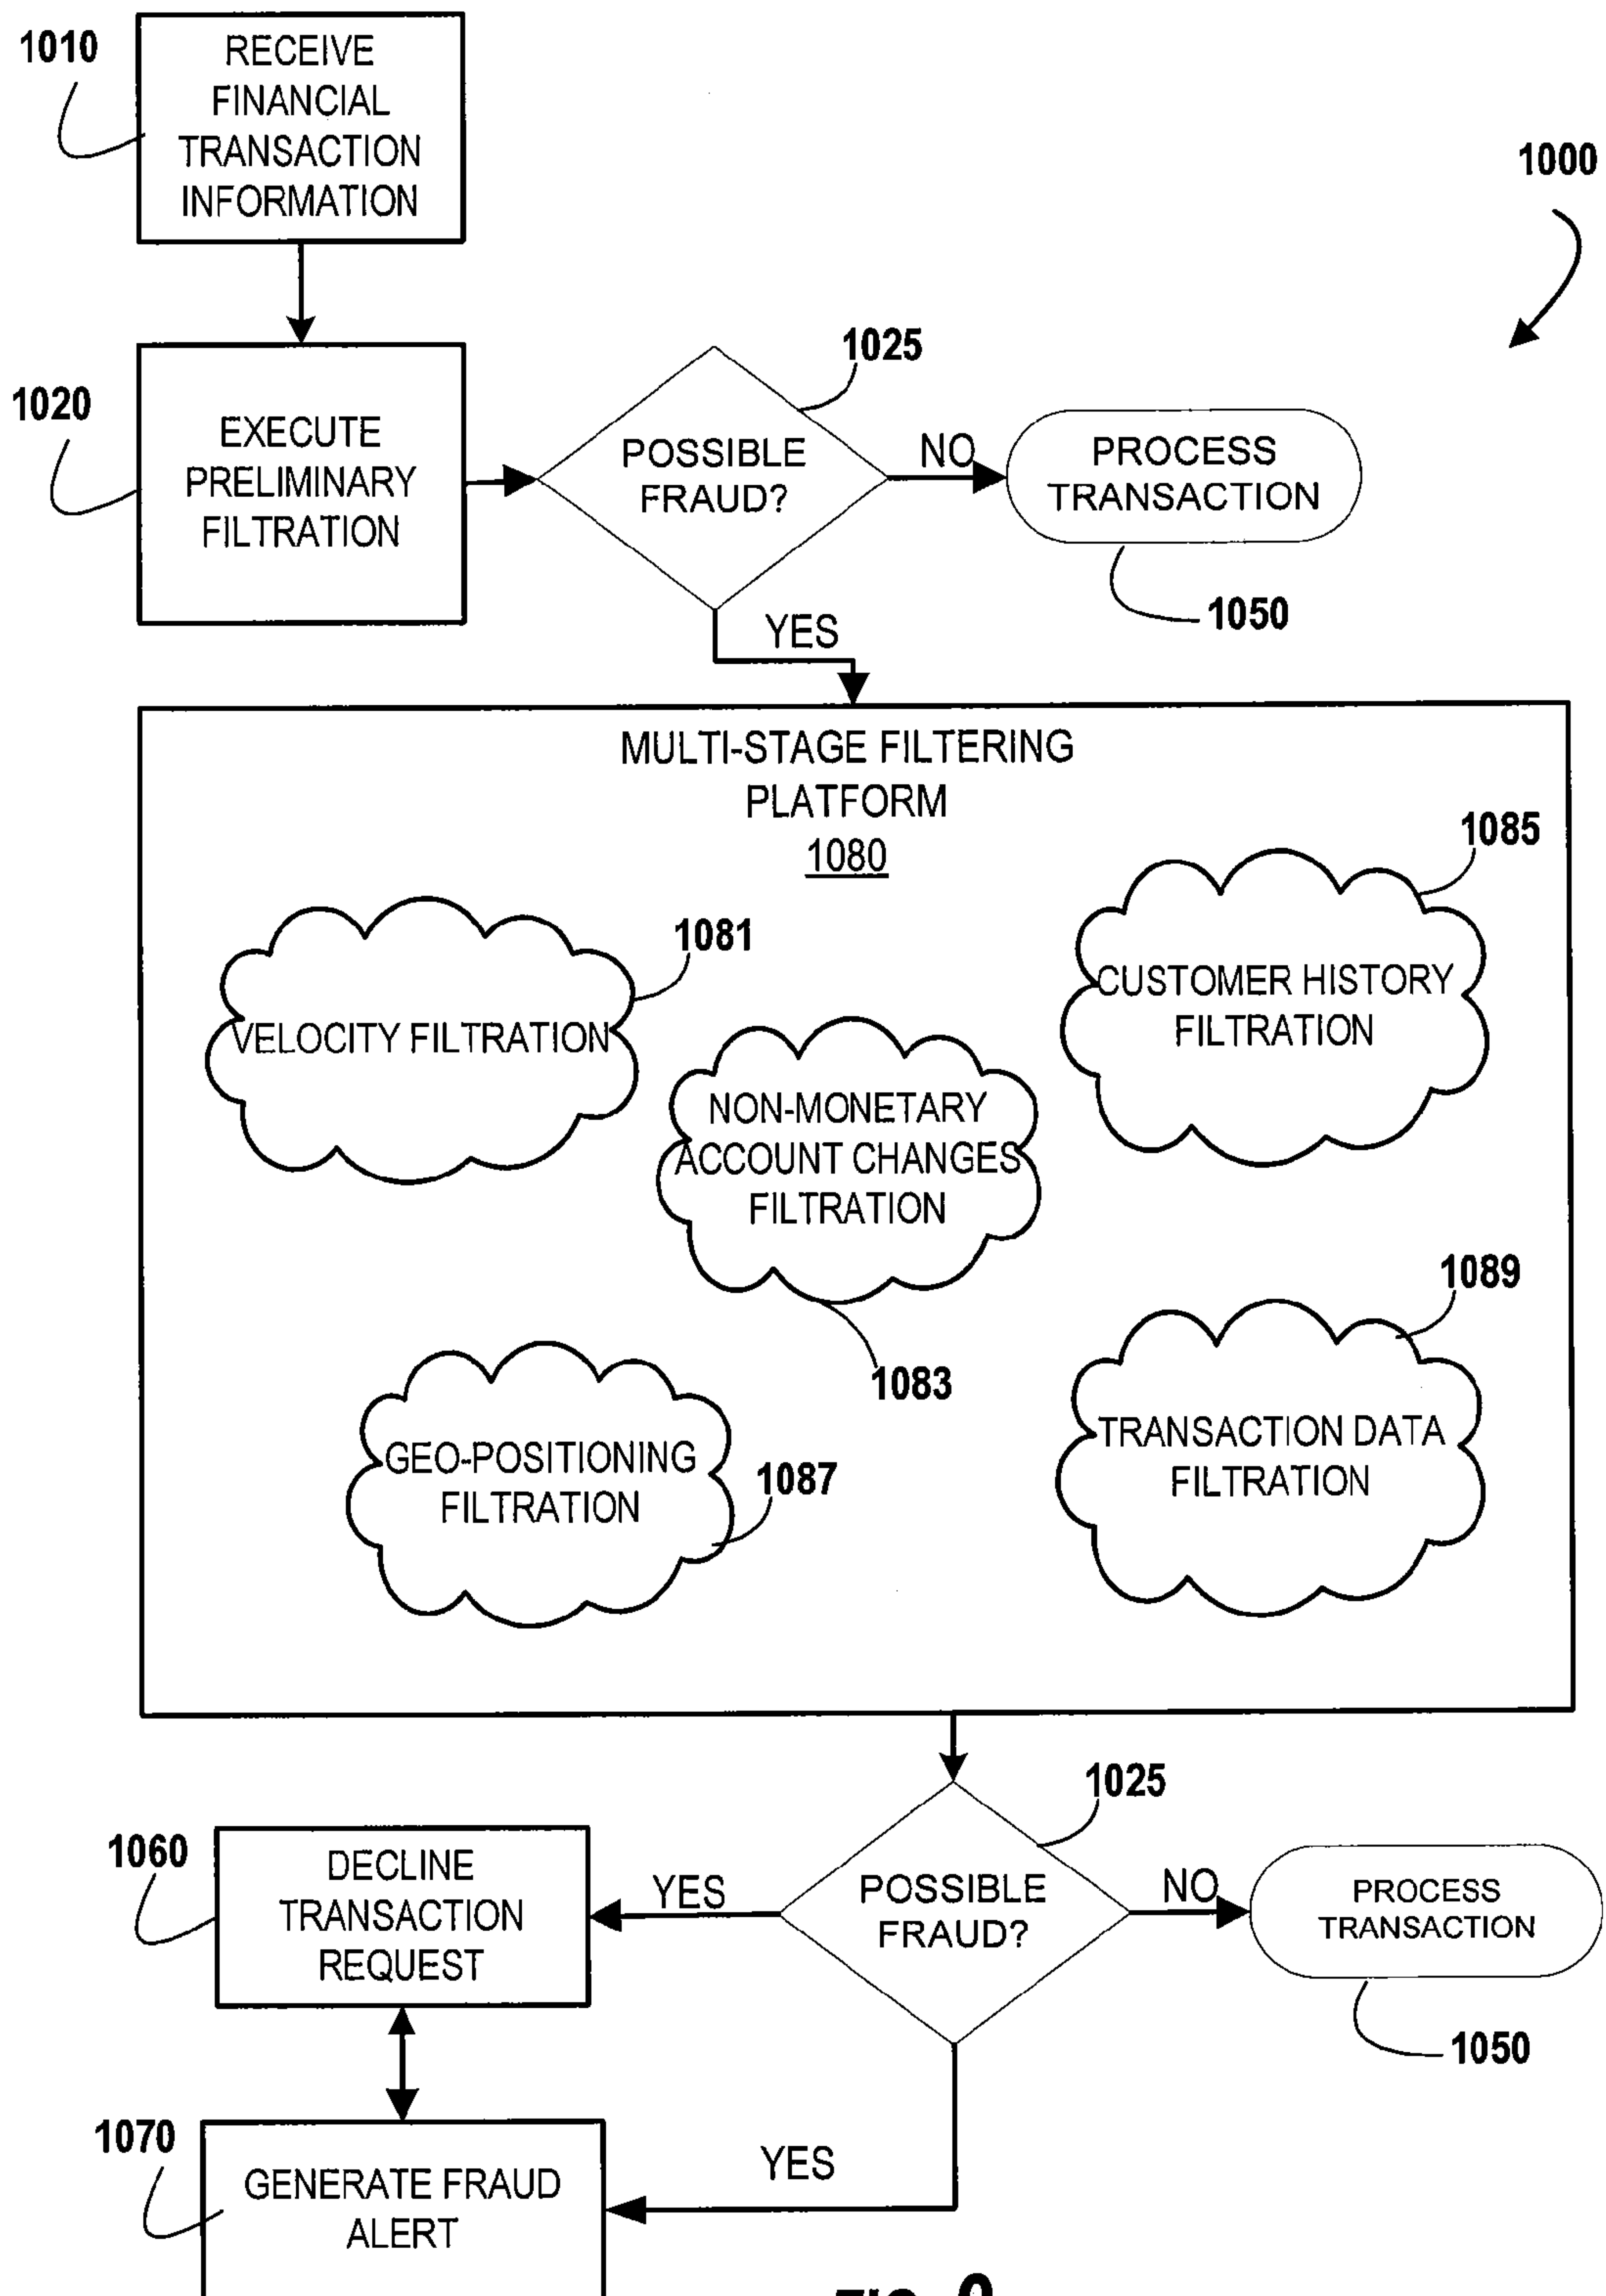 1010
RECEIVE
FINANCIAL
TRANSACTION
INFORMATION
1000
1020
EXECUTE
PRELIMINARY
FILTRATION
1025
POSSIBLE
FRAUD?
NO
PROCESS
TRANSACTION
1050
YES
MULTI-STAGE FILTERING
PLATFORM
1080
1081
VELOCITY FILTRATION
1085
CUSTOMER HISTORY
FILTRATION
NON-MONETARY
ACCOUNT CHANGES
FILTRATION
1083
GEO-POSITIONING
FILTRATION
1087
1089
TRANSACTION DATA
FILTRATION
1025
POSSIBLE
FRAUD?
YES
1060
DECLINE
TRANSACTION
REQUEST
NO
PROCESS
TRANSACTION
1050
1070
GENERATE FRAUD
ALERT
YES